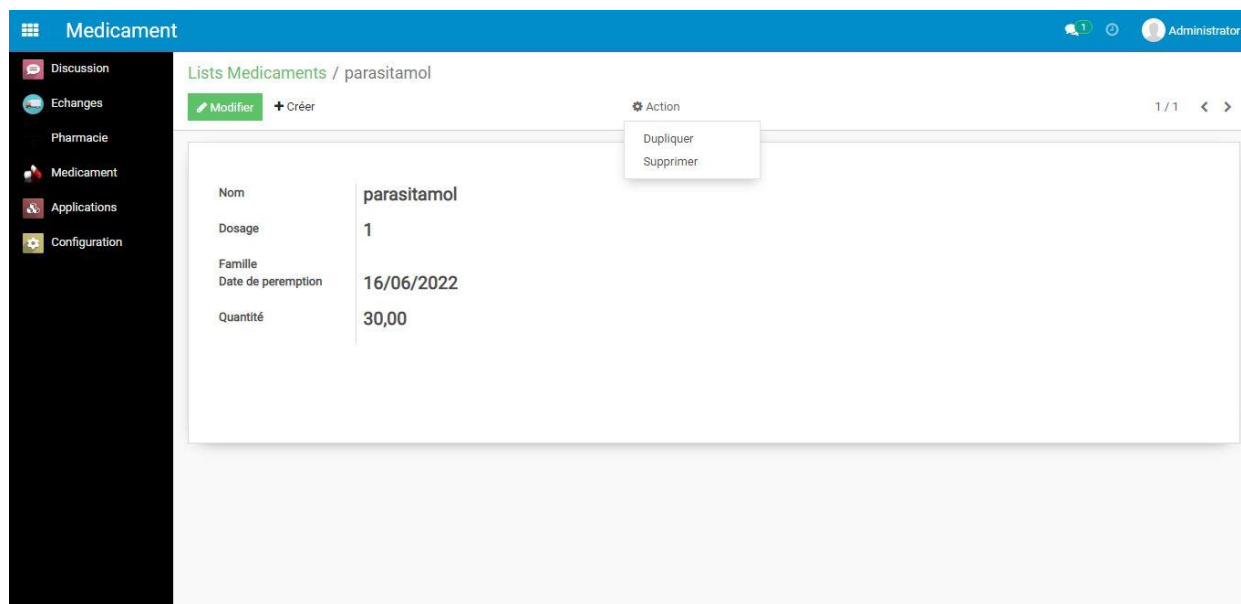 Medicament
1
Administrator
Discussion
Echanges
Pharmacie
Medicament
Applications
Configuration
Lists Medicaments / parasitamol
Modifier
Créer
Action
1 / 1
Dupliquer
Supprimer
Nom parasitamol
Dosage 1
Famille
Date de peremption 16/06/2022
Quantité 30,00